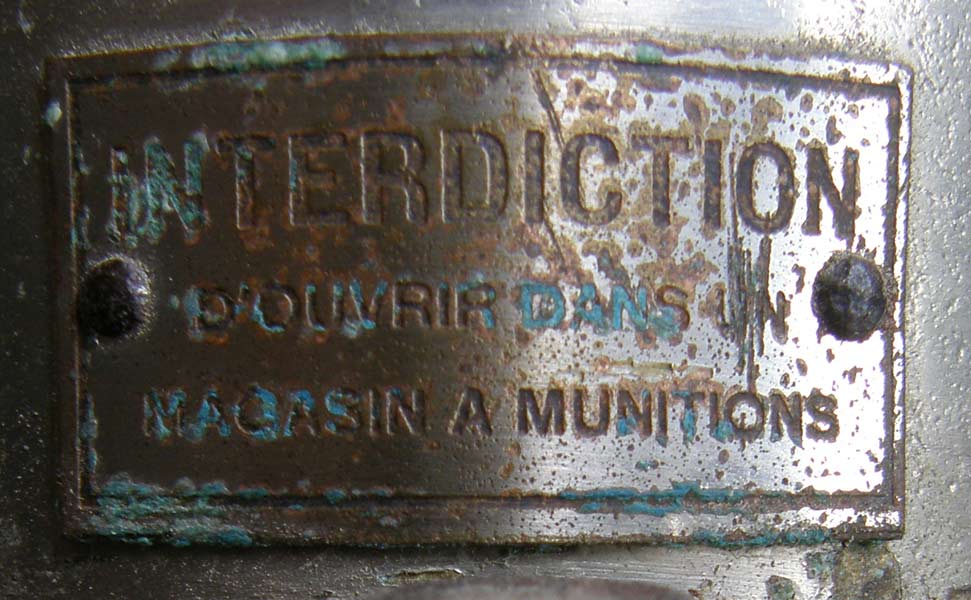 INTERDICTION
D'OUVRIR DANS UN
MAGASIN A MUNITIONS